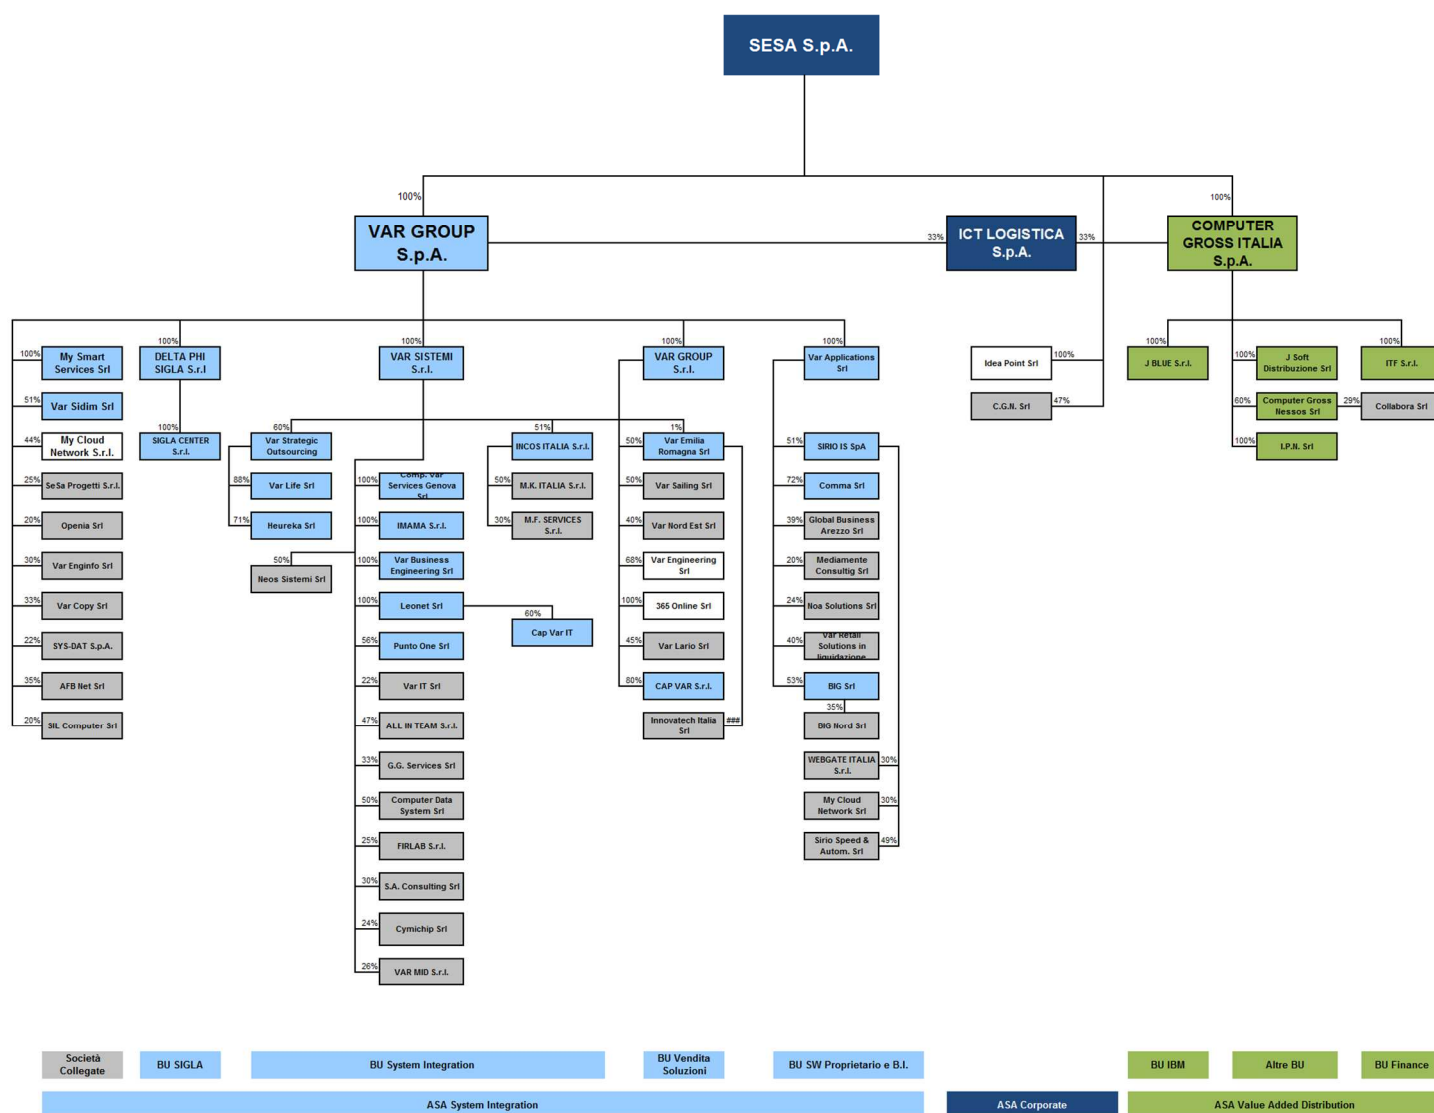 SESA S.p.A.
100%
100%
VAR GROUP
S.p.A.
33%
ICT LOGISTICA
S.p.A.
33%
COMPUTER
GROSS ITALIA
S.p.A.
100%
My Smart
Services Srl
100%
DELTA PHI
SIGLA S.r.l
100%
VAR SISTEMI
S.r.l.
100%
VAR GROUP
S.r.l.
100%
Var Applications
Srl
Idea Point Srl
100%
100%
J BLUE S.r.l.
100%
J Soft
Distribuzione Srl
100%
ITF S.r.l.
51%
Var Sidim Srl
C.G.N. Srl
47%
60%
Computer Gross
Nessos Srl
29%
Collabora Srl
44%
My Cloud
Network S.r.l.
100%
SIGLA CENTER
S.r.l.
60%
Var Strategic
Outsourcing
51%
INCOS ITALIA S.r.l.
1%
50%
Var Emilia
Romagna Srl
51%
SIRIO IS SpA
100%
I.P.N. Srl
25%
SeSa Progetti S.r.l.
88%
Var Life Srl
100%
Comp. Var
Services Genova
Srl
50%
M.K. ITALIA S.r.l.
50%
Var Sailing Srl
72%
Comma Srl
20%
Openia Srl
71%
Heureka Srl
100%
IMAMA S.r.l.
30%
M.F. SERVICES
S.r.l.
40%
Var Nord Est Srl
39%
Global Business
Arezzo Srl
30%
Var Enginfo Srl
50%
Neos Sistemi Srl
100%
Var Business
Engineering Srl
68%
Var Engineering
Srl
20%
Mediamente
Consultig Srl
33%
Var Copy Srl
100%
Leonet Srl
60%
Cap Var IT
100%
365 Online Srl
24%
Noa Solutions Srl
22%
SYS-DAT S.p.A.
56%
Punto One Srl
45%
Var Lario Srl
40%
Var Retail
Solutions in
liquidazione
35%
AFB Net Srl
22%
Var IT Srl
80%
CAP VAR S.r.l.
53%
BIG Srl
20%
SIL Computer Srl
47%
ALL IN TEAM S.r.l.
Innovatech Italia
Srl
###
35%
BIG Nord Srl
33%
G.G. Services Srl
WEBGATE ITALIA
S.r.l.
30%
50%
Computer Data
System Srl
My Cloud
Network Srl
30%
25%
FIRLAB S.r.l.
Sirio Speed &
Autom. Srl
49%
30%
S.A. Consulting Srl
24%
Cymichip Srl
26%
VAR MID S.r.l.
Società
Collegate
BU SIGLA
BU System Integration
BU Vendita
Soluzioni
BU SW Proprietario e B.I.
BU IBM
Altre BU
BU Finance
ASA System Integration
ASA Corporate
ASA Value Added Distribution